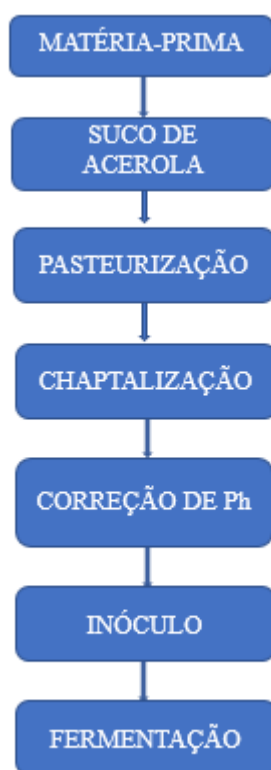 MATÉRIA-PRIMA
SUCO DE
ACEROLA
PASTEURIZAÇÃO
CHAPTALIZAÇÃO
CORREÇÃO DE Ph
INÓCULO
FERMENTAÇÃO